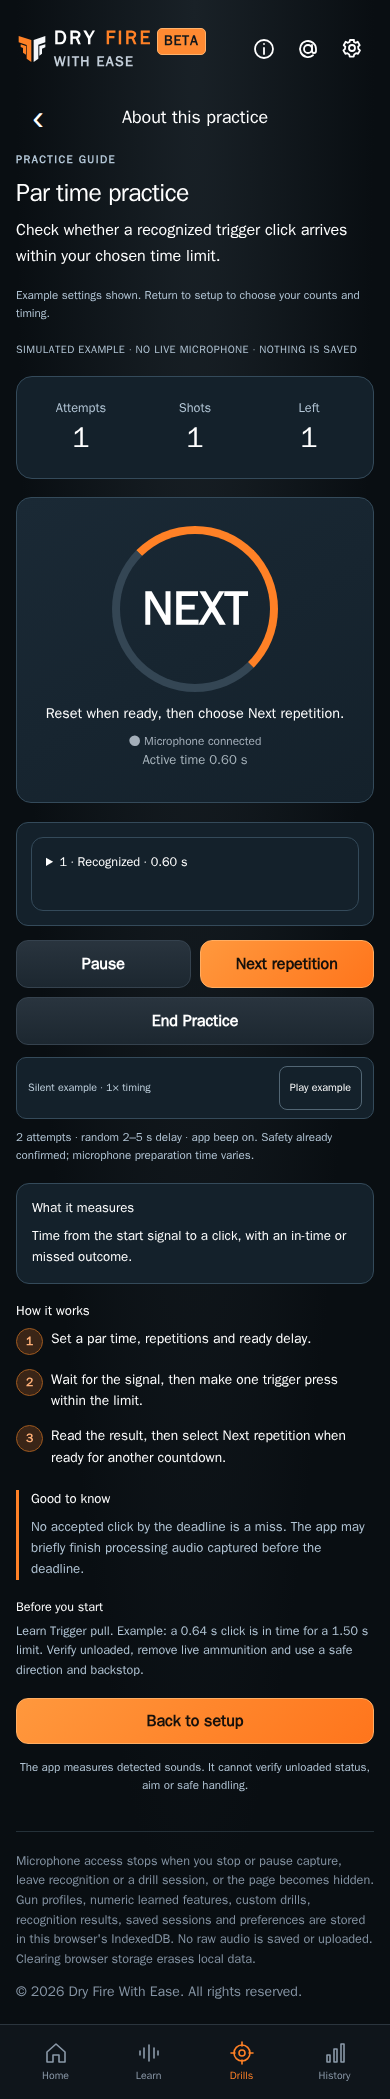 DRY FIRE BETA
WITH EASE
‹ About this practice
PRACTICE GUIDE
Par time practice
Check whether a recognized trigger click arrives
within your chosen time limit.
Example settings shown. Return to setup to choose your counts and
timing.
SIMULATED EXAMPLE · NO LIVE MICROPHONE · NOTHING IS SAVED
Attempts Shots Left
1 1 1
NEXT
Reset when ready, then choose Next repetition.
Microphone connected
Active time 0.60 s
▶ 1 · Recognized · 0.60 s
Pause Next repetition
End Practice
Silent example · 1× timing Play example
2 attempts · random 2–5 s delay · app beep on. Safety already
confirmed; microphone preparation time varies.
What it measures
Time from the start signal to a click, with an in-time or
missed outcome.
How it works
1 Set a par time, repetitions and ready delay.
2 Wait for the signal, then make one trigger press
within the limit.
3 Read the result, then select Next repetition when
ready for another countdown.
Good to know
No accepted click by the deadline is a miss. The app may
briefly finish processing audio captured before the
deadline.
Before you start
Learn Trigger pull. Example: a 0.64 s click is in time for a 1.50 s
limit. Verify unloaded, remove live ammunition and use a safe
direction and backstop.
Back to setup
The app measures detected sounds. It cannot verify unloaded status,
aim or safe handling.
Microphone access stops when you stop or pause capture,
leave recognition or a drill session, or the page becomes hidden.
Gun profiles, numeric learned features, custom drills,
recognition results, saved sessions and preferences are stored
in this browser's IndexedDB. No raw audio is saved or uploaded.
Clearing browser storage erases local data.
© 2026 Dry Fire With Ease. All rights reserved.
Home Learn Drills History